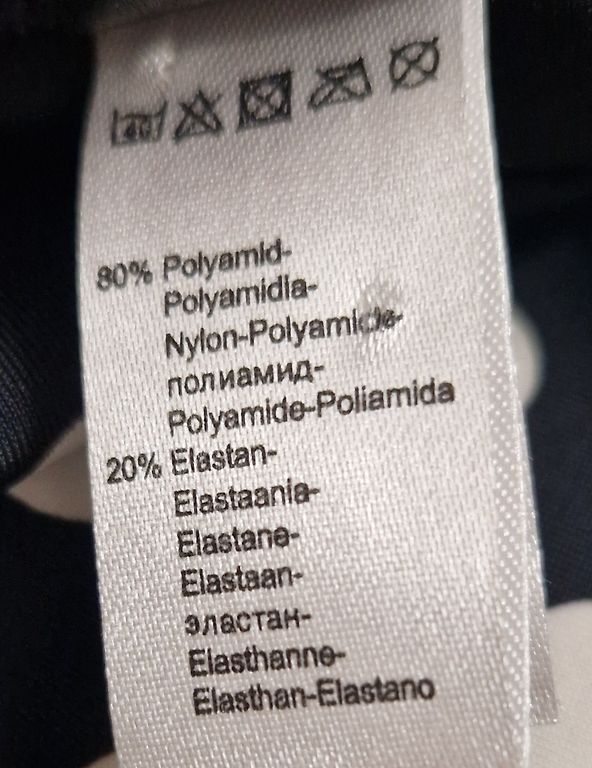 40
80% Polyamid-
Polyamidia-
Nylon-Polyamide-
полиамид-
Polyamide-Poliamida
20% Elastan-
Elastaania-
Elastane-
Elastaan-
эластан-
Elasthanne-
Elasthan-Elastano